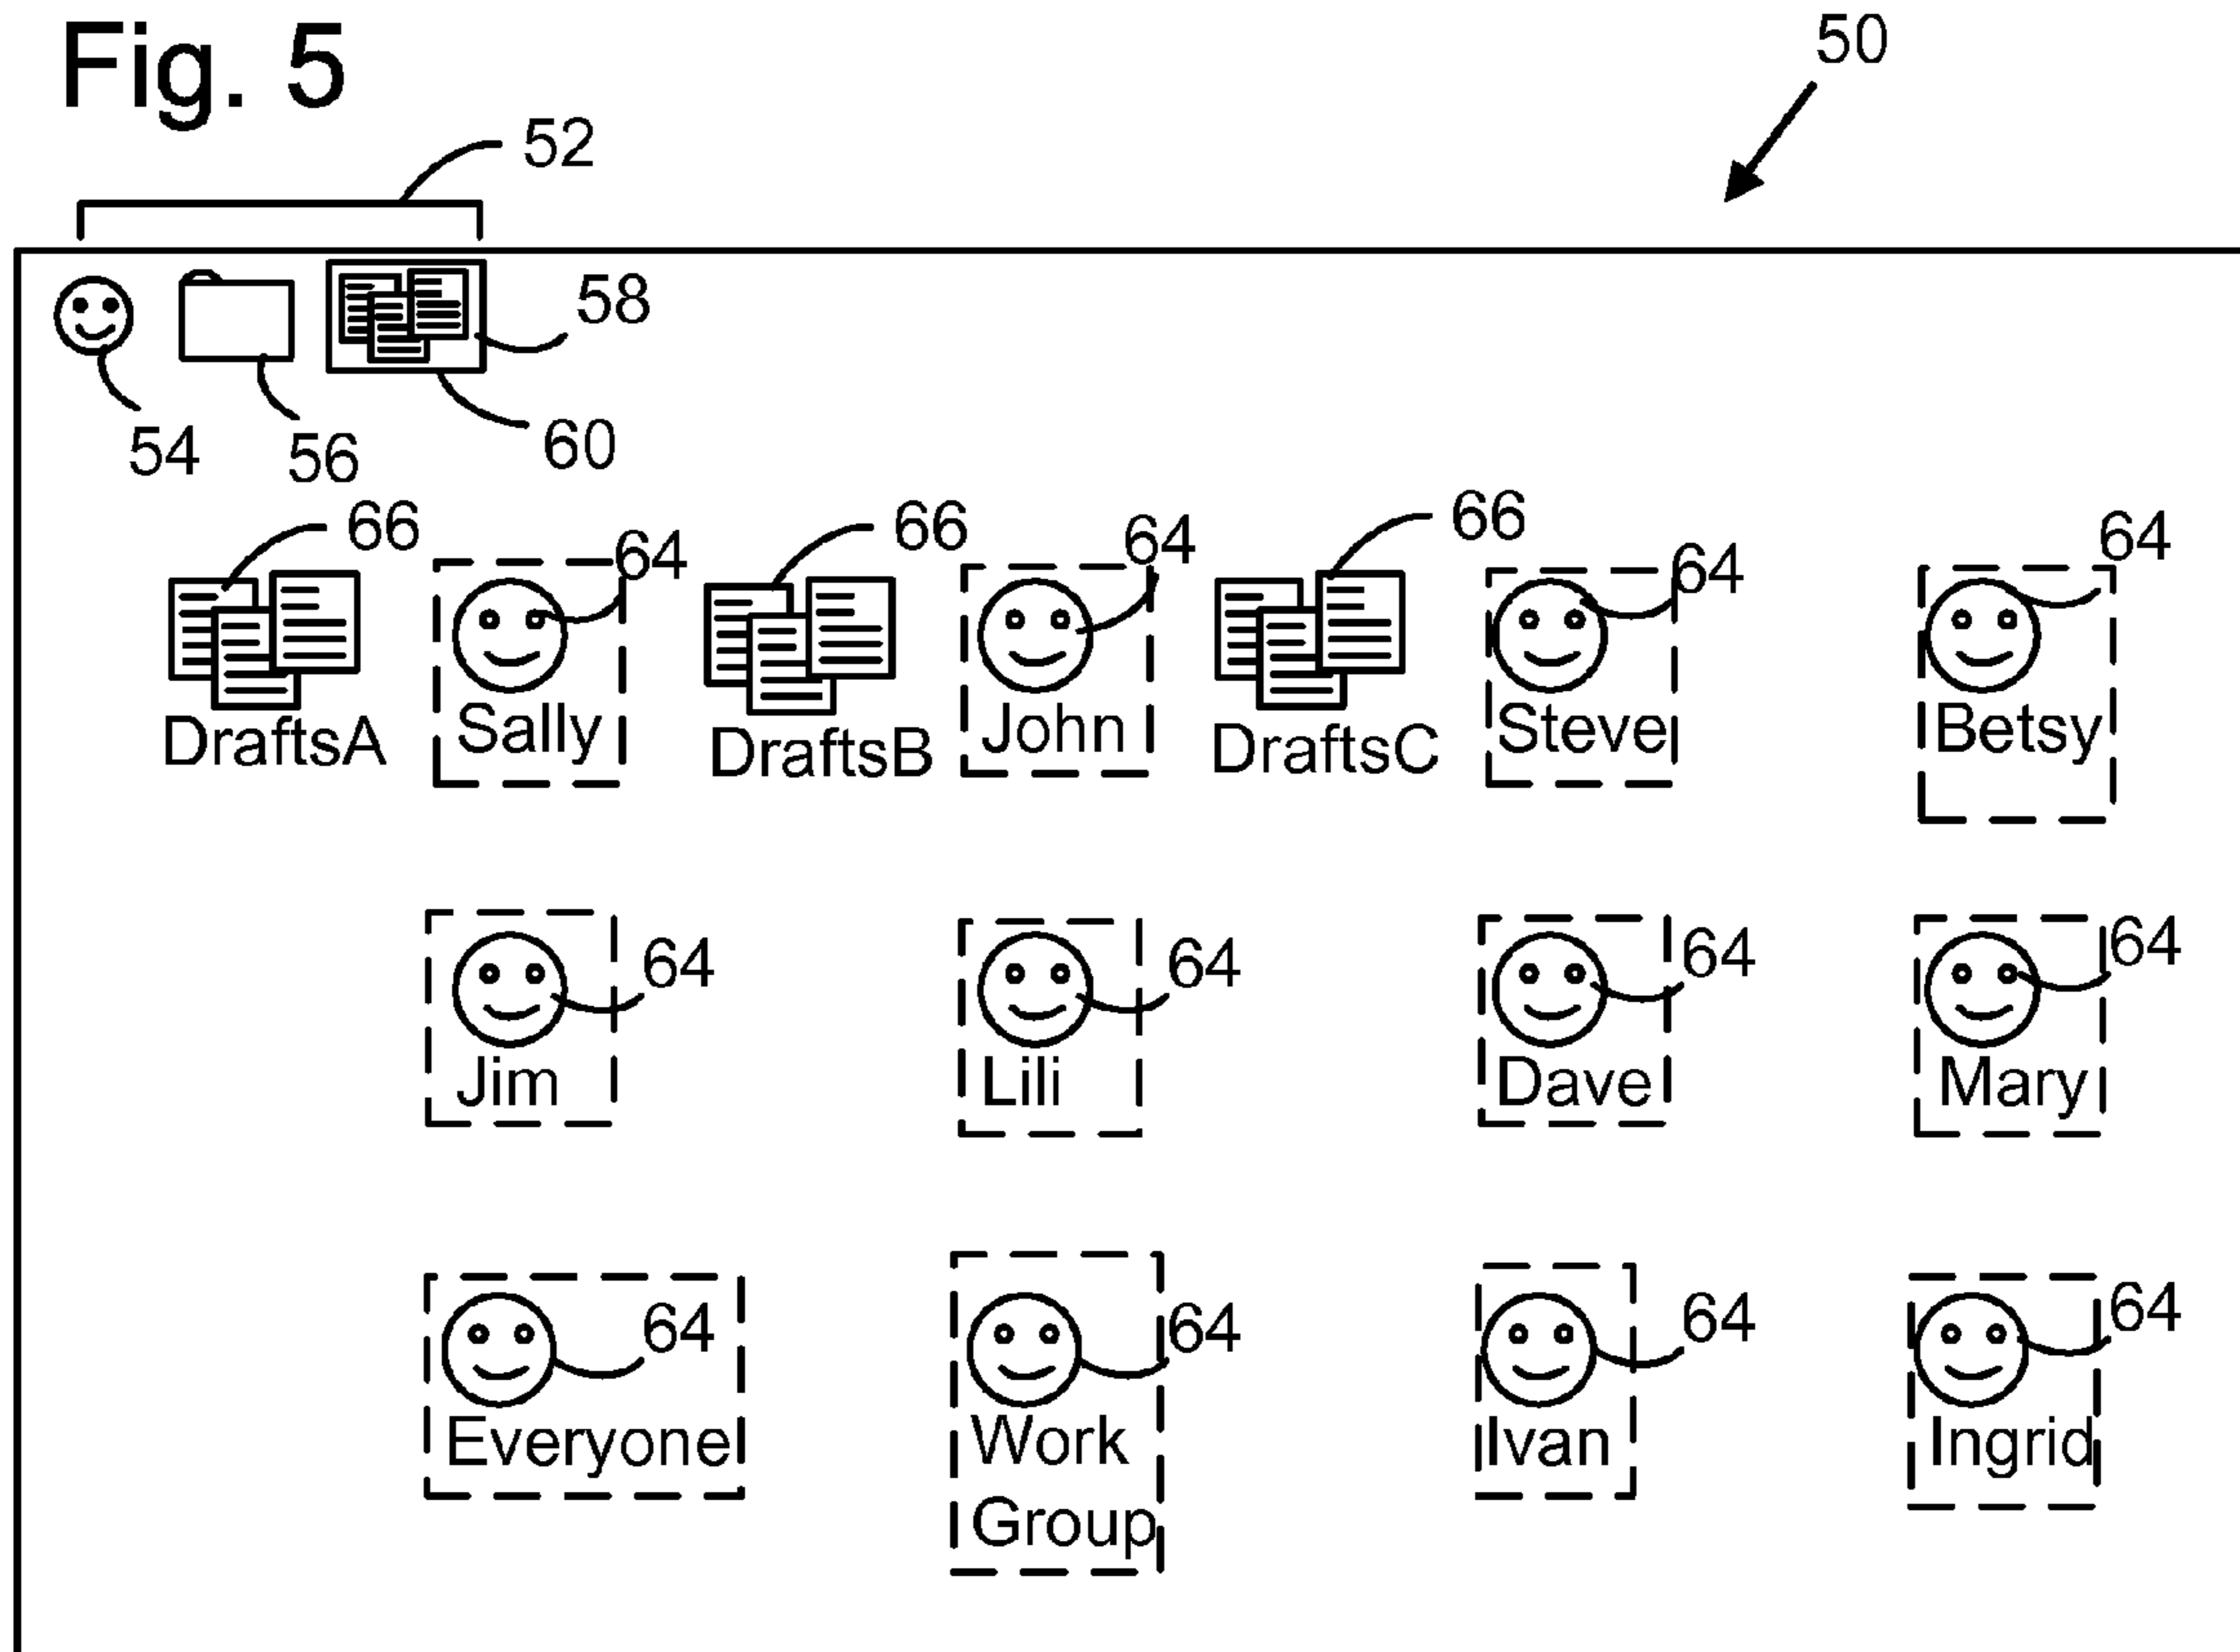 Fig. 5
50
52
58
54 56 60
66 64 66 64 66 64 64
DraftsA Sally DraftsB John DraftsC Steve Betsy
64 64 64 64
Jim Lili Dave Mary
64 64 64 64
Everyone Work Ivan Ingrid
Group